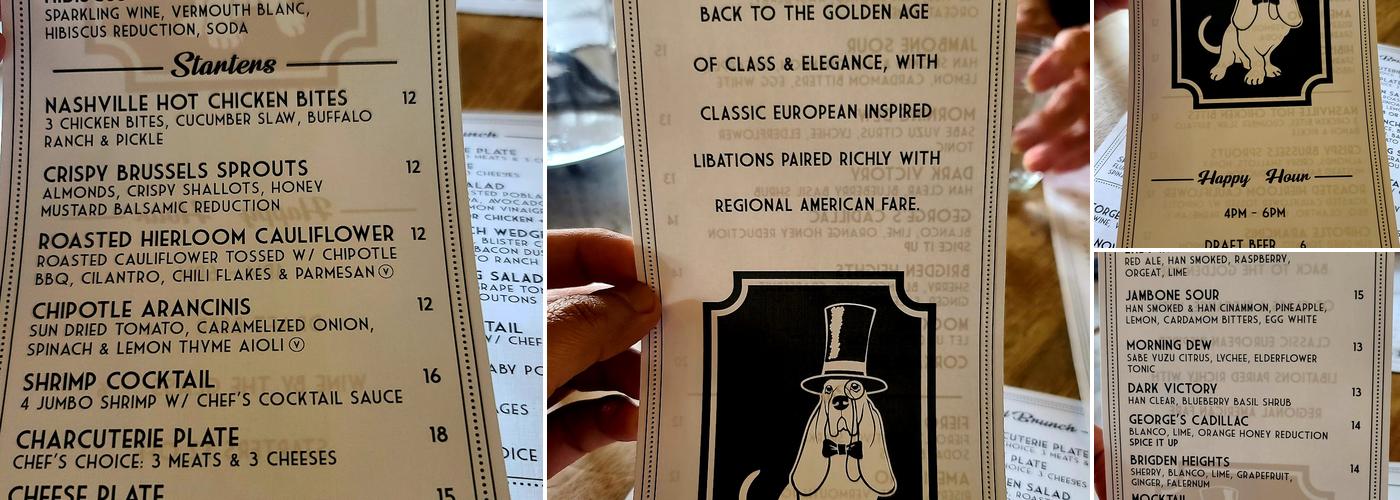 HIBISCUS
SPARKLING WINE, VERMOUTH BLANC,
HIBISCUS REDUCTION, SODA
Starters
NASHVILLE HOT CHICKEN BITES 12
3 CHICKEN BITES, CUCUMBER SLAW, BUFFALO
RANCH & PICKLE
CRISPY BRUSSELS SPROUTS 12
ALMONDS, CRISPY SHALLOTS, HONEY
MUSTARD BALSAMIC REDUCTION
ROASTED HIERLOOM CAULIFLOWER 12
ROASTED CAULIFLOWER TOSSED W/ CHIPOTLE
BBQ, CILANTRO, CHILI FLAKES & PARMESAN Ⓥ
CHIPOTLE ARANCINIS 12
SUN DRIED TOMATO, CARAMELIZED ONION,
SPINACH & LEMON THYME AIOLI Ⓥ
SHRIMP COCKTAIL 16
4 JUMBO SHRIMP W/ CHEF'S COCKTAIL SAUCE
CHARCUTERIE PLATE 18
CHEF'S CHOICE: 3 MEATS & 3 CHEESES
CHEESE PLATE 15
BACK TO THE GOLDEN AGE
OF CLASS & ELEGANCE, WITH
CLASSIC EUROPEAN INSPIRED
LIBATIONS PAIRED RICHLY WITH
REGIONAL AMERICAN FARE.
Happy Hour
4PM - 6PM
DRAFT BEER 6
RED ALE, HAN SMOKED, RASPBERRY,
ORGEAT, LIME
JAMBONE SOUR 15
HAN SMOKED & HAN CINAMMON, PINEAPPLE,
LEMON, CARDAMOM BITTERS, EGG WHITE
MORNING DEW 13
SABE YUZU CITRUS, LYCHEE, ELDERFLOWER
TONIC
DARK VICTORY 13
HAN CLEAR, BLUEBERRY BASIL SHRUB
GEORGE'S CADILLAC 14
BLANCO, LIME, ORANGE HONEY REDUCTION
SPICE IT UP
BRIGDEN HEIGHTS 14
SHERRY, BLANCO, LIME, GRAPEFRUIT,
GINGER, FALERNUM
MOCKTAIL